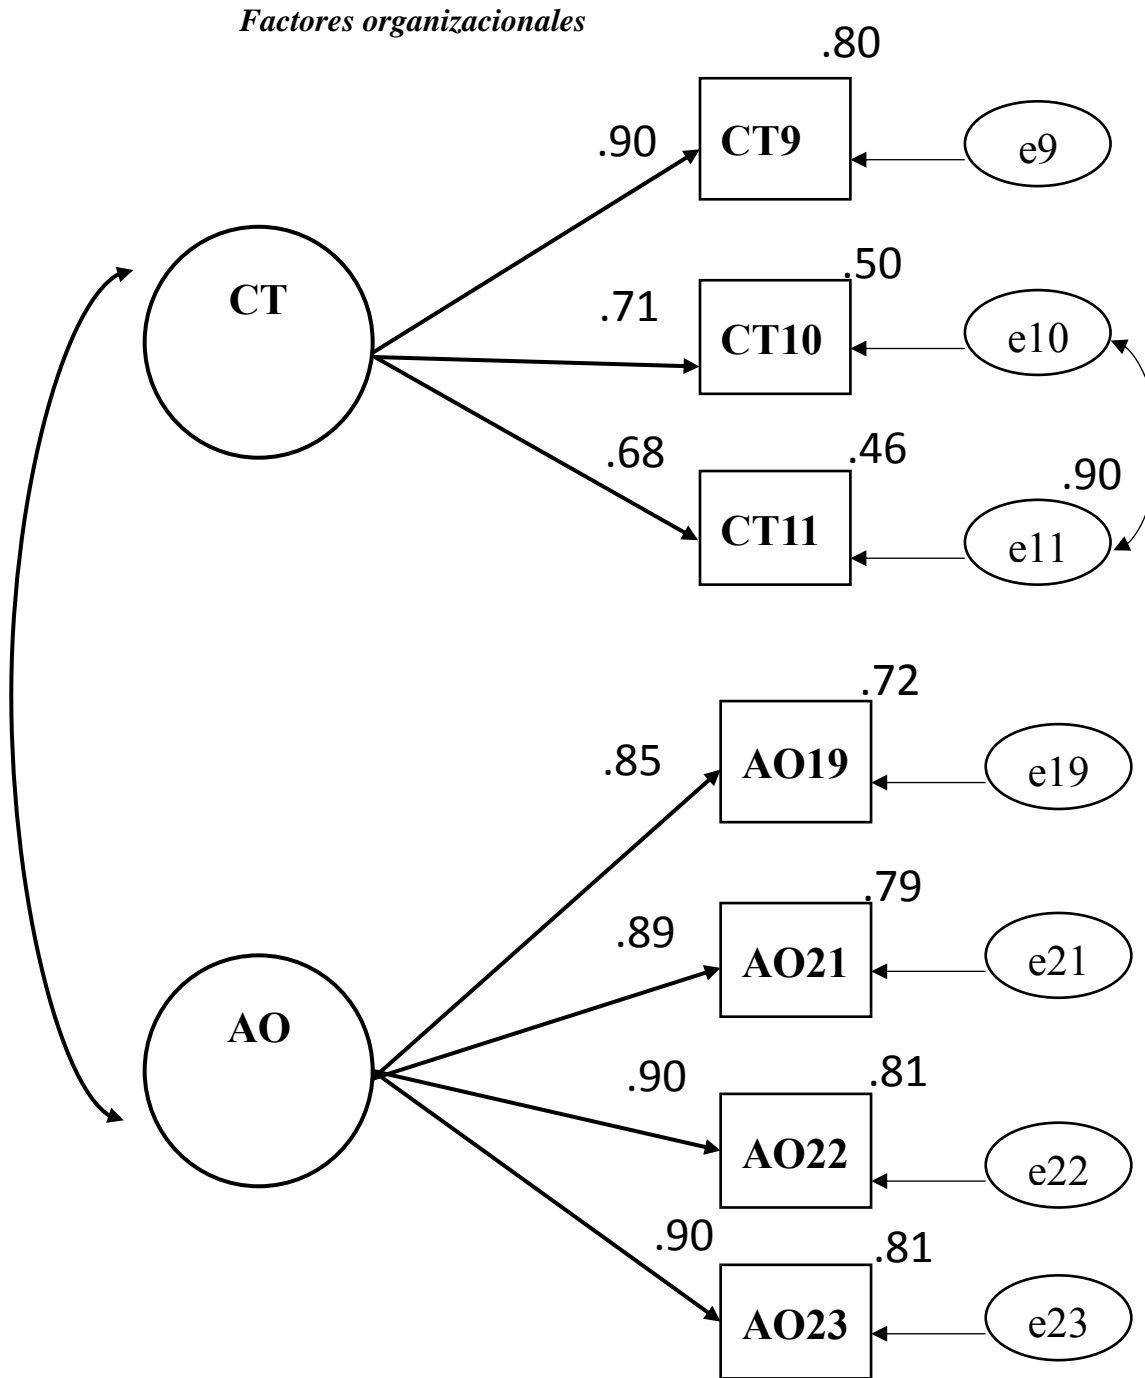 Factores organizacionales
.80
.90
CT9
e9
.50
CT
.71
CT10
e10
.68
.46
.90
CT11
e11
.72
.85
AO19
e19
.79
.89
AO21
e21
AO
.90
.81
AO22
e22
.90
.81
AO23
e23